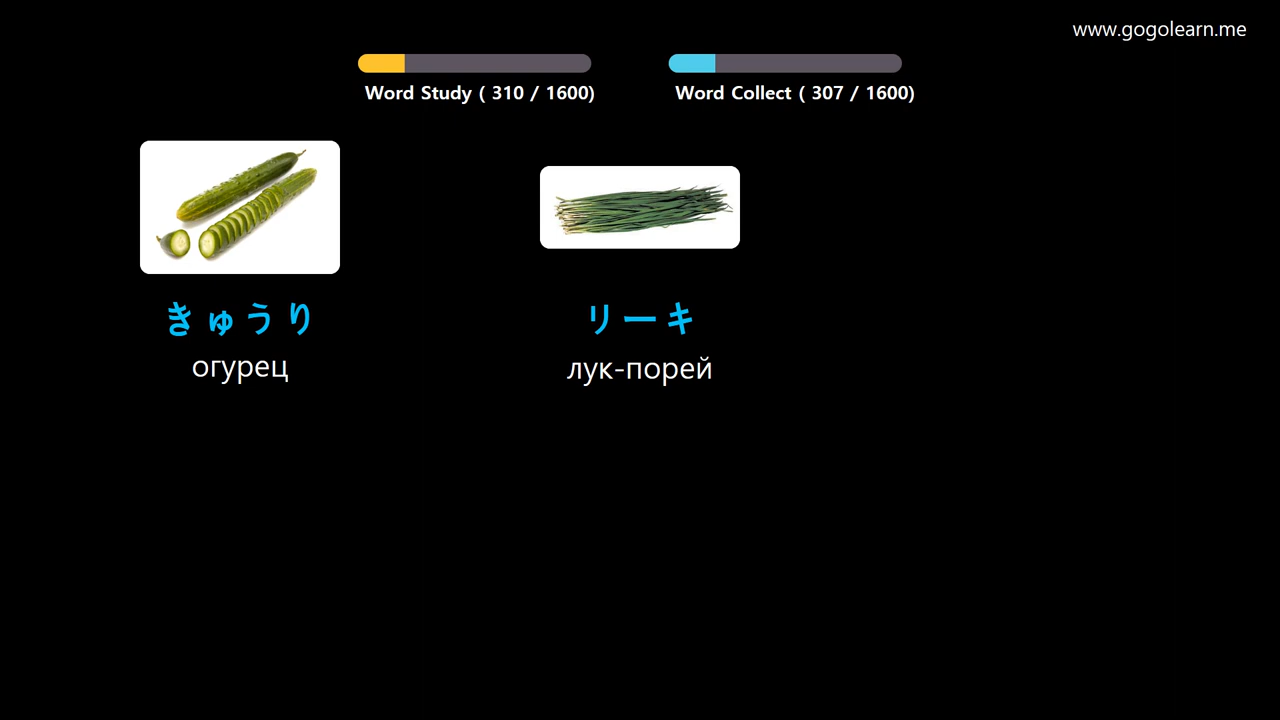 www.gogolearn.me
Word Study ( 310 / 1600)
Word Collect ( 307 / 1600)
きゅうり
огурец
リーキ
лук-порей